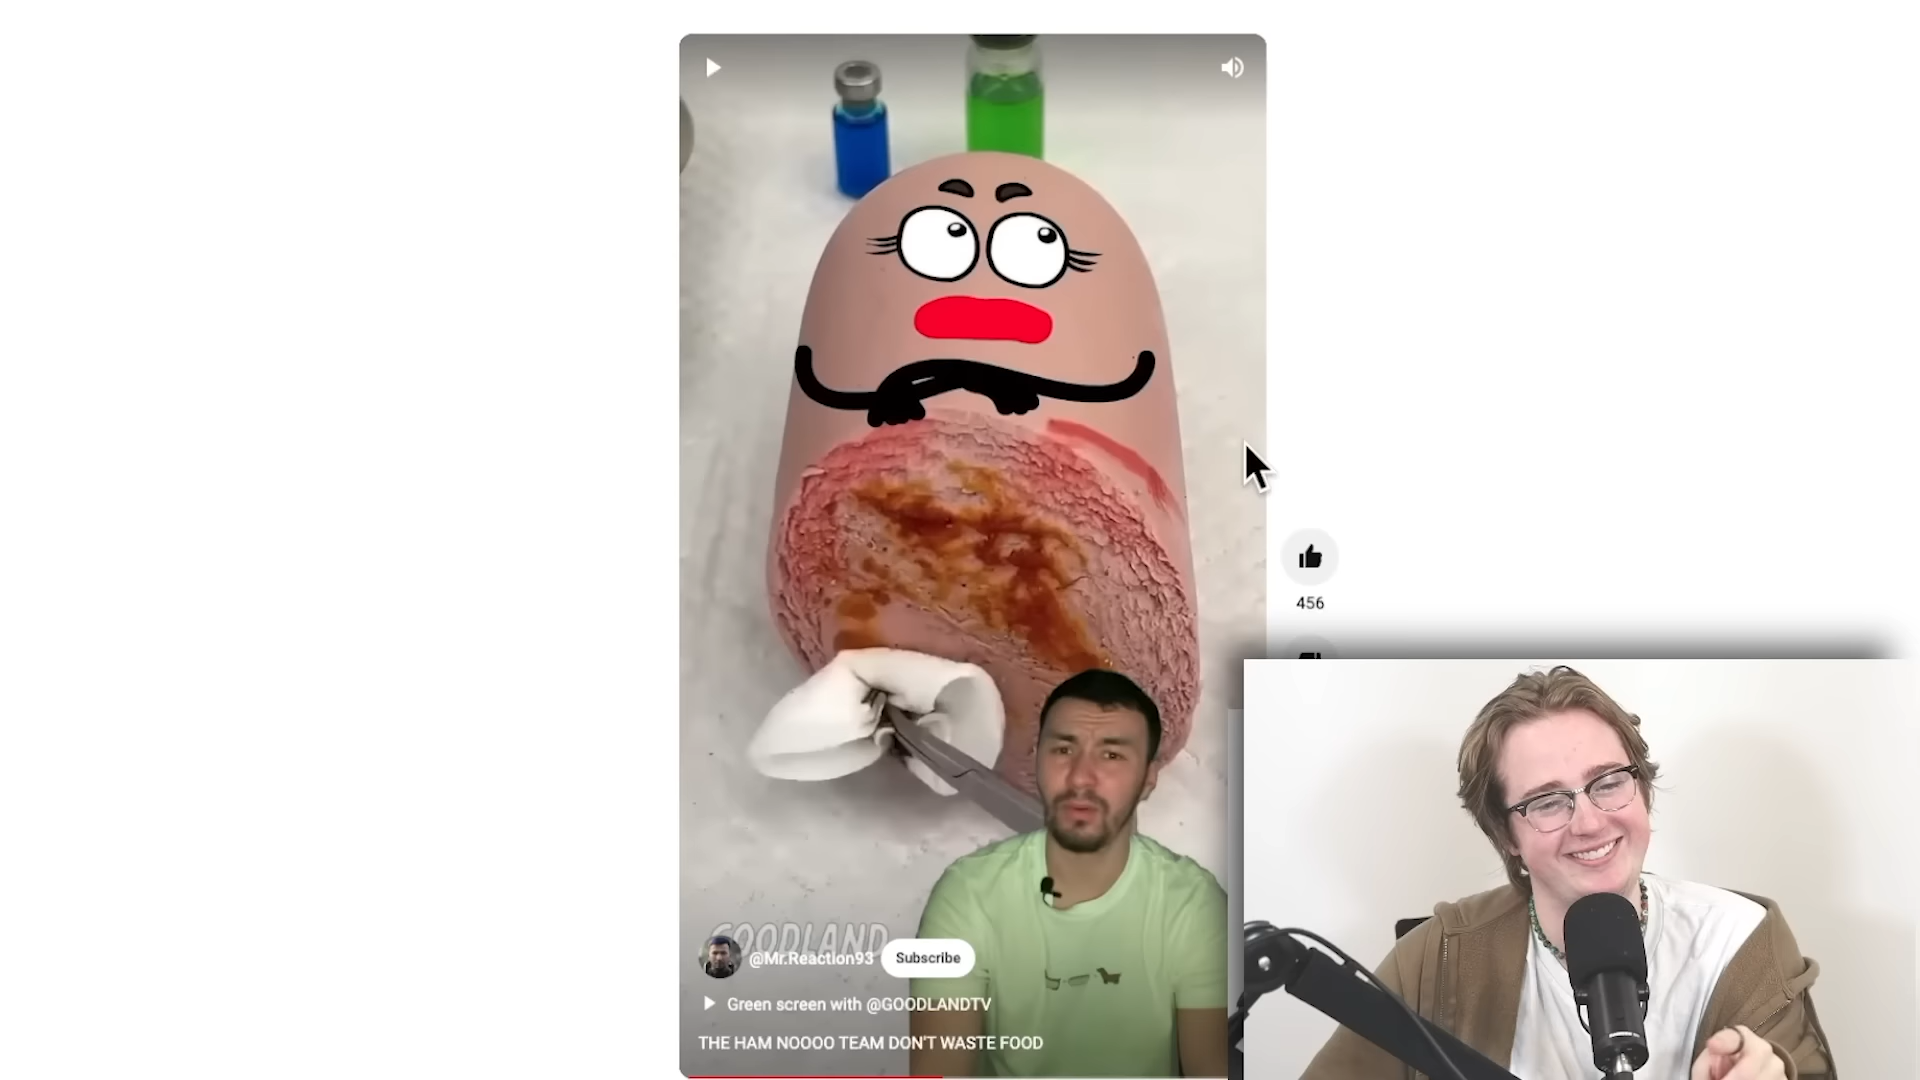 456
GOODLAND
@Mr.Reaction93 Subscribe
Green screen with @GOODLANDTV
THE HAM NOOOO TEAM DON'T WASTE FOOD